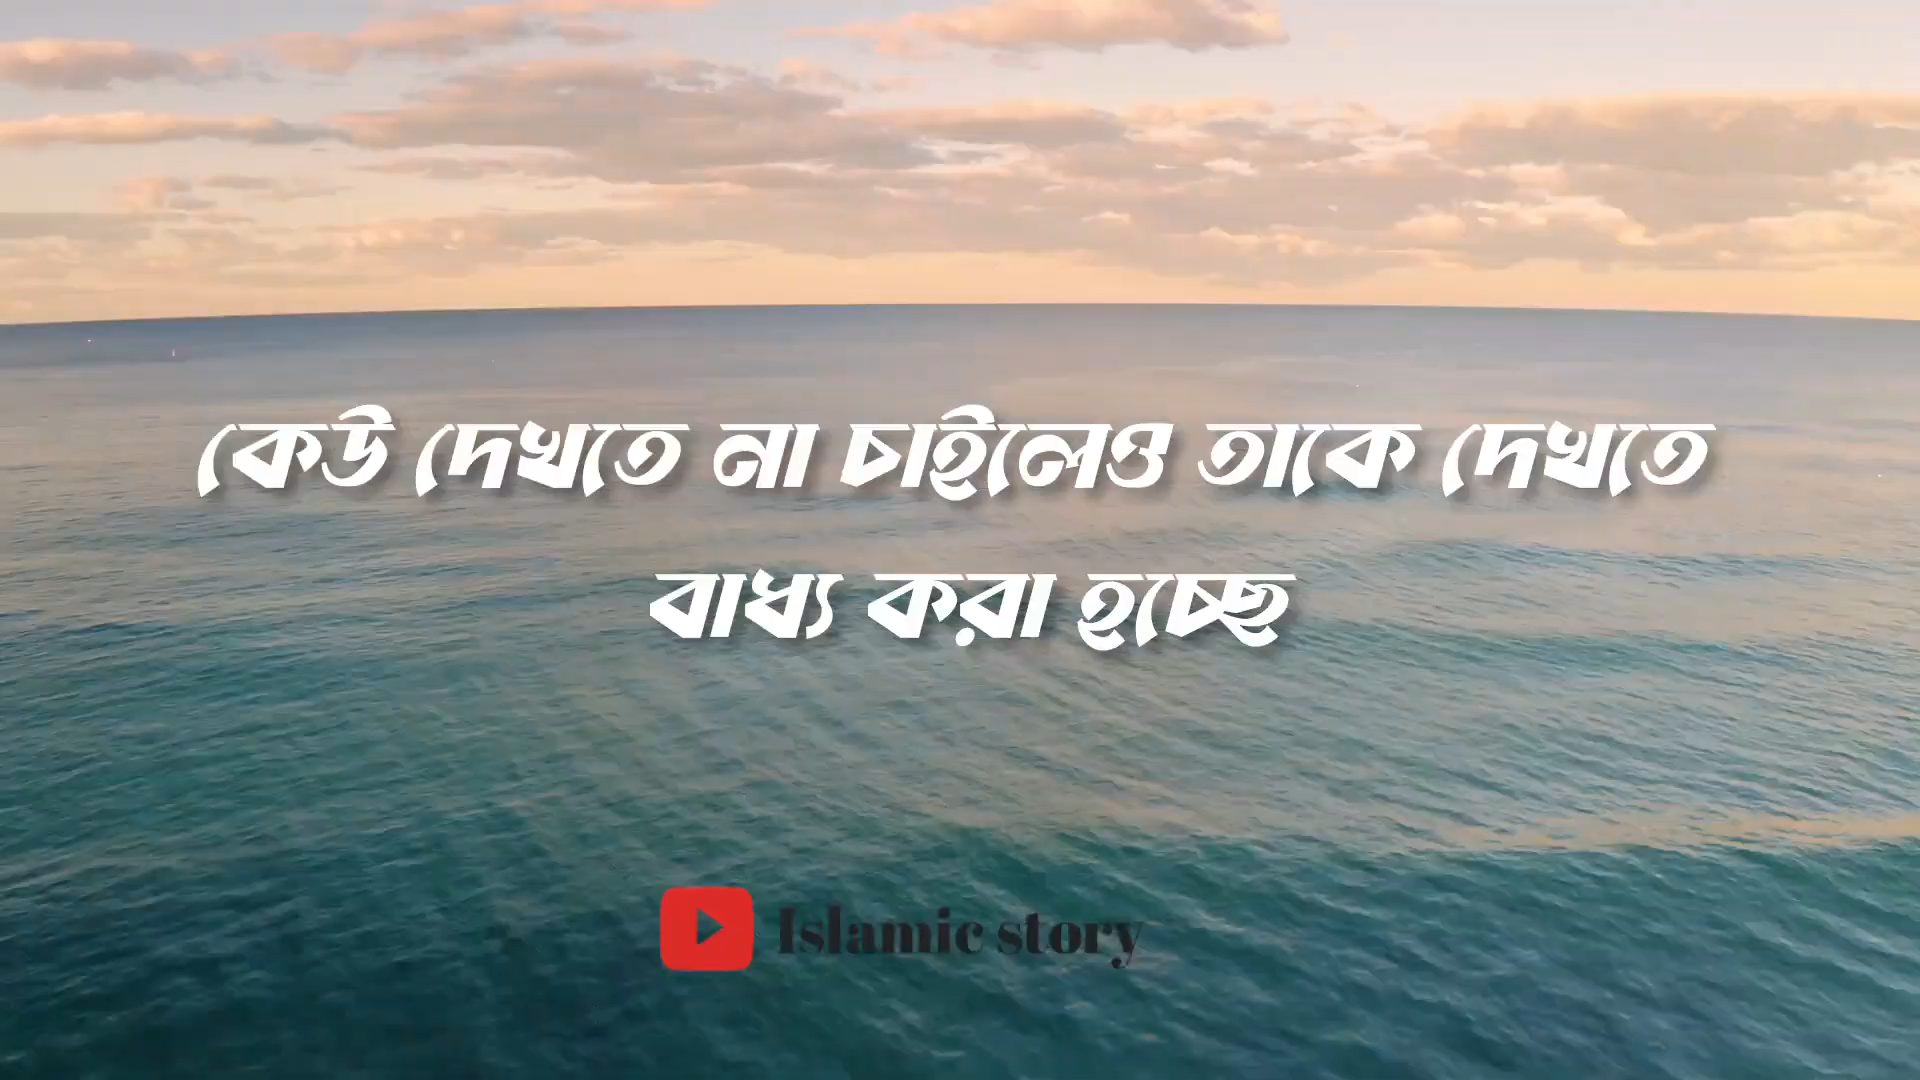 কেউ দেখতে না চাইলেও তাকে দেখতে
বাধ্য করা হচ্ছে
Islamic story